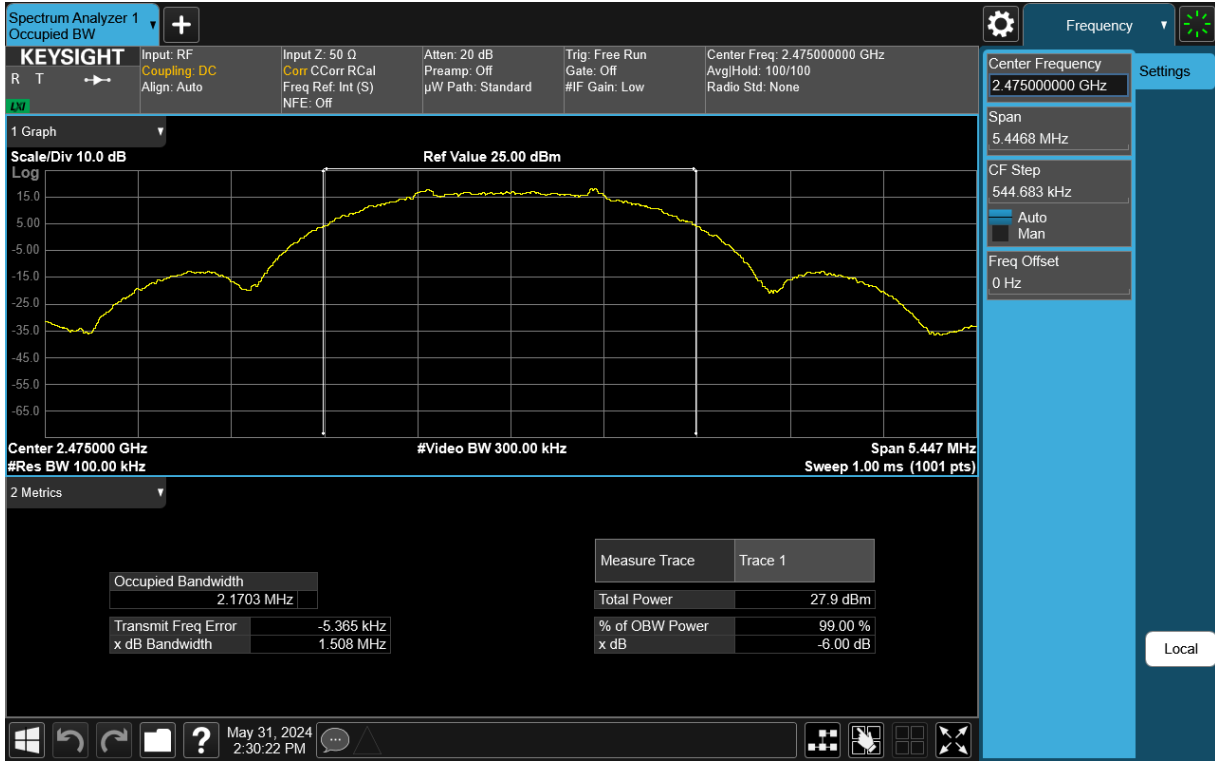 Spectrum Analyzer 1
Occupied BW
Frequency
KEYSIGHT
R T
LXI
Input: RF
Coupling: DC
Align: Auto
Input Z: 50 Ω
Corr CCorr RCal
Freq Ref: Int (S)
NFE: Off
Atten: 20 dB
Preamp: Off
µW Path: Standard
Trig: Free Run
Gate: Off
#IF Gain: Low
Center Freq: 2.475000000 GHz
Avg|Hold: 100/100
Radio Std: None
Center Frequency
2.475000000 GHz
Settings
Span
5.4468 MHz
CF Step
544.683 kHz
Auto
Man
Freq Offset
0 Hz
Local
1 Graph
Scale/Div 10.0 dB
Ref Value 25.00 dBm
Log
15.0
5.00
-5.00
-15.0
-25.0
-35.0
-45.0
-55.0
-65.0
Center 2.475000 GHz
#Video BW 300.00 kHz
Span 5.447 MHz
#Res BW 100.00 kHz
Sweep 1.00 ms (1001 pts)
2 Metrics
Measure Trace
Trace 1
Occupied Bandwidth
2.1703 MHz
Total Power
27.9 dBm
Transmit Freq Error
-5.365 kHz
% of OBW Power
99.00 %
x dB Bandwidth
1.508 MHz
x dB
-6.00 dB
?
May 31, 2024
2:30:22 PM